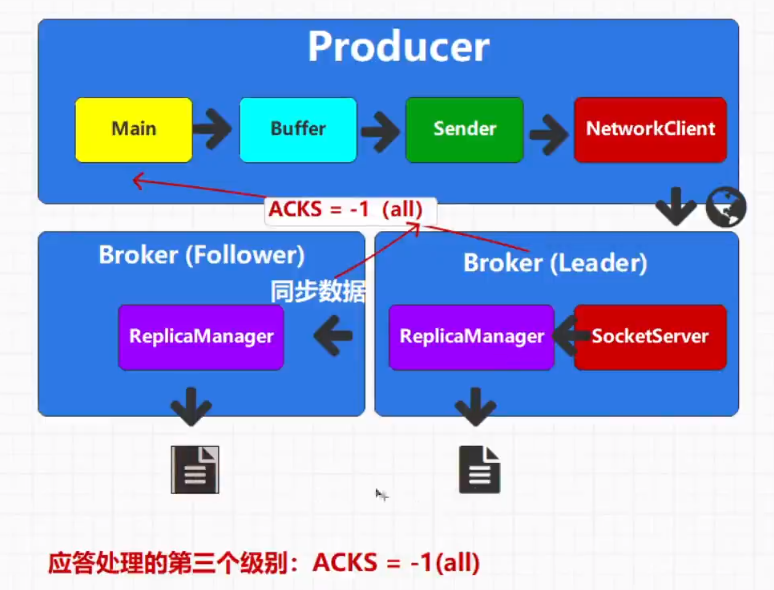 Producer
Main
Buffer
Sender
NetworkClient
ACKS = -1（all）
Broker (Follower)
Broker (Leader)
同步数据
ReplicaManager
ReplicaManager
SocketServer
应答处理的第三个级别：ACKS = -1(all)